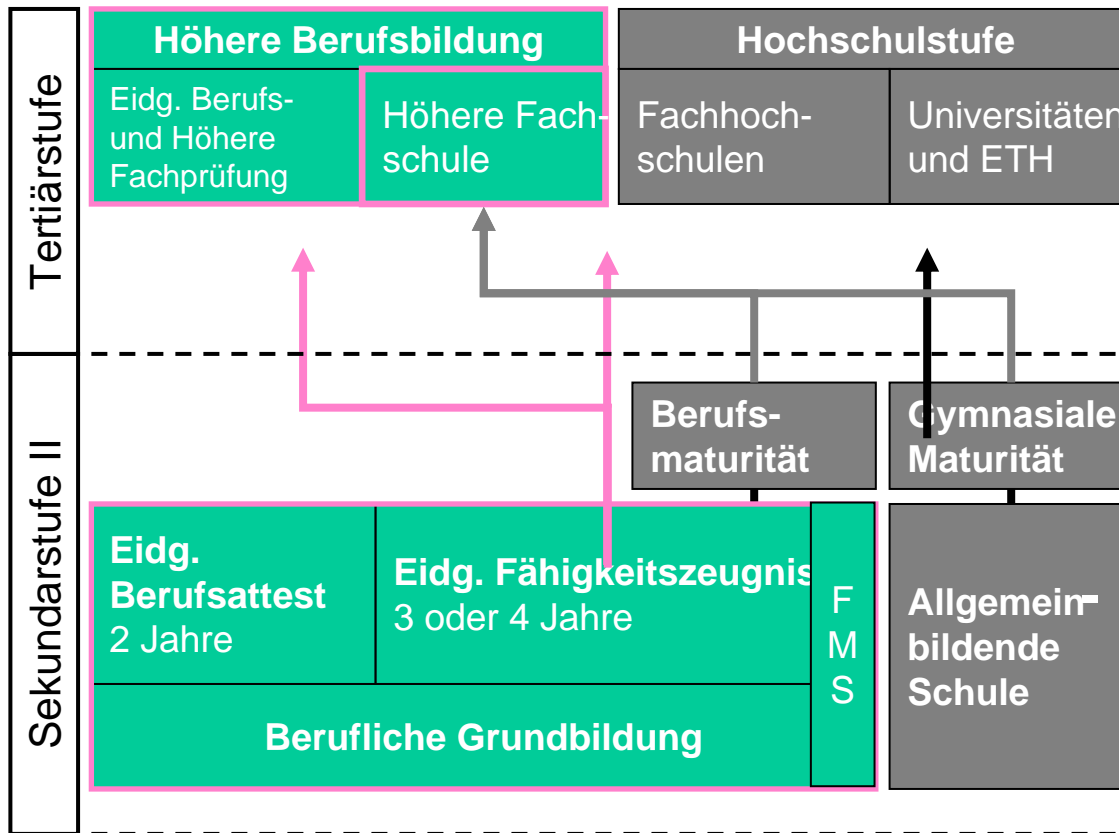 Tertiärstufe
Höhere Berufsbildung
Eidg. Berufs-
und Höhere
Fachprüfung
Höhere Fach-
schule
Hochschulstufe
Fachhoch-
schulen
Universitäten
und ETH
Sekundarstufe II
Berufs-
maturität
Gymnasiale
Maturität
Eidg.
Berufsattest
2 Jahre
Eidg. Fähigkeitszeugnis
3 oder 4 Jahre
F
M
S
Berufliche Grundbildung
Allgemein-
bildende
Schule